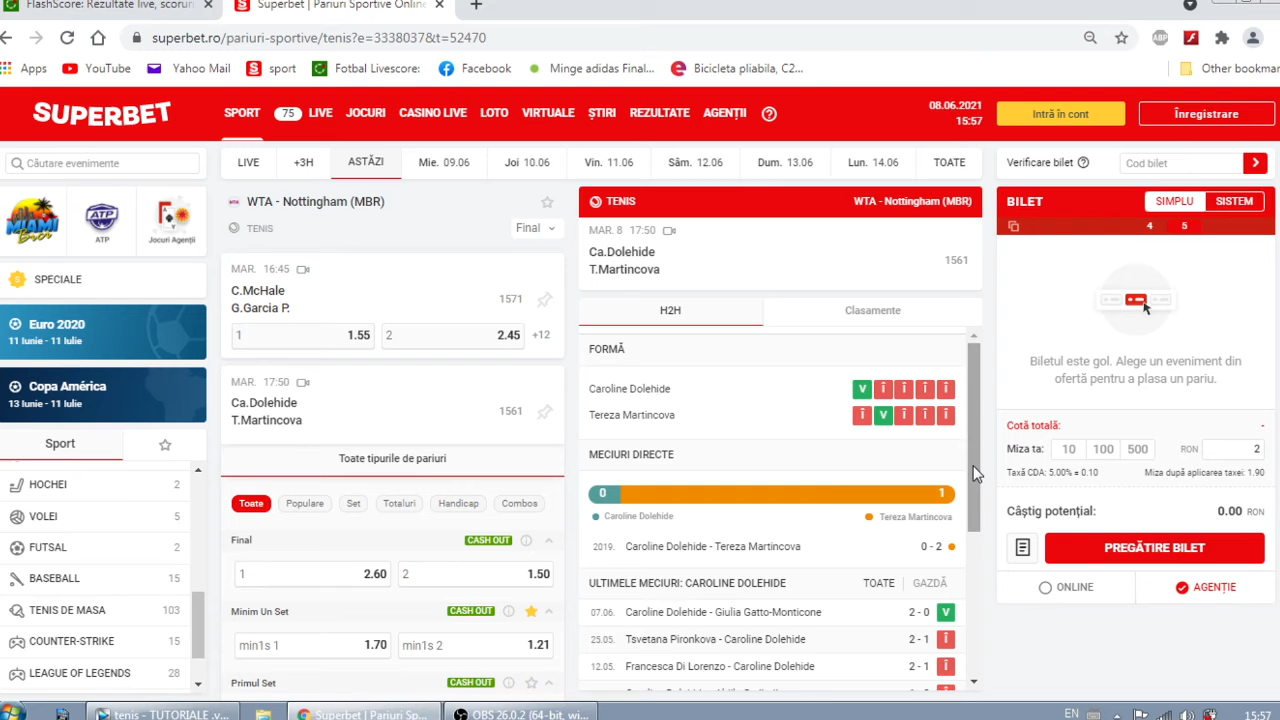 FlashScore: Rezultate live, scorur
Superbet | Pariuri Sportive Online
superbet.ro/pariuri-sportive/tenis?e=3338037&t=52470
ABP
Apps
YouTube
Yahoo Mail
sport
Fotbal Livescore:
Facebook
Minge adidas Final...
Bicicleta pliabila, C2...
Other bookmar
SUPERBET
SPORT
75
LIVE
JOCURI
CASINO LIVE
LOTO
VIRTUALE
ȘTIRI
REZULTATE
AGENȚII
08.06.2021
15:57
Intră în cont
Înregistrare
Căutare evenimente
LIVE
+3H
ASTĂZI
Mie. 09.06
Joi 10.06
Vin. 11.06
Sâm. 12.06
Dum. 13.06
Lun. 14.06
TOATE
Verificare bilet
Cod bilet
MIAMI
ATP
ATP
Jocuri Agenții
SPECIALE
Euro 2020
11 Iunie - 11 Iulie
Copa América
13 Iunie - 11 Iulie
Sport
HOCHEI 2
VOLEI 5
FUTSAL 2
BASEBALL 15
TENIS DE MASA 103
COUNTER-STRIKE 15
LEAGUE OF LEGENDS 28
WTA - Nottingham (MBR)
TENIS
Final
MAR. 16:45
C.McHale
G.Garcia P.
1571
1 1.55
2 2.45
+12
MAR. 17:50
Ca.Dolehide
T.Martincova
1561
Toate tipurile de pariuri
Toate
Populare
Set
Totaluri
Handicap
Combos
Final
CASH OUT
1 2.60
2 1.50
Minim Un Set
CASH OUT
min1s 1 1.70
min1s 2 1.21
Primul Set
CASH OUT
TENIS
WTA - Nottingham (MBR)
MAR. 8 17:50
Ca.Dolehide
T.Martincova
1561
H2H
Clasamente
FORMĂ
Caroline Dolehide V Î Î Î Î
Tereza Martincova Î V Î Î Î
MECIURI DIRECTE
0 1
Caroline Dolehide
Tereza Martincova
2019. Caroline Dolehide - Tereza Martincova 0 - 2
ULTIMELE MECIURI: CAROLINE DOLEHIDE TOATE GAZDĂ
07.06. Caroline Dolehide - Giulia Gatto-Monticone 2 - 0 V
25.05. Tsvetana Pironkova - Caroline Dolehide 2 - 1 Î
12.05. Francesca Di Lorenzo - Caroline Dolehide 2 - 1 Î
BILET
SIMPLU
SISTEM
4 5
Biletul este gol. Alege un eveniment din
ofertă pentru a plasa un pariu.
Cotă totală: -
Miza ta: 10 100 500 RON 2
Taxă CDA: 5.00% = 0.10
Miza după aplicarea taxei: 1.90
Câștig potențial: 0.00 RON
PREGĂTIRE BILET
ONLINE
AGENȚIE
tenis - TUTORIALE .v...
Superbet | Pariuri Sp...
OBS 26.0.2 (64-bit, wi...
EN
15:57